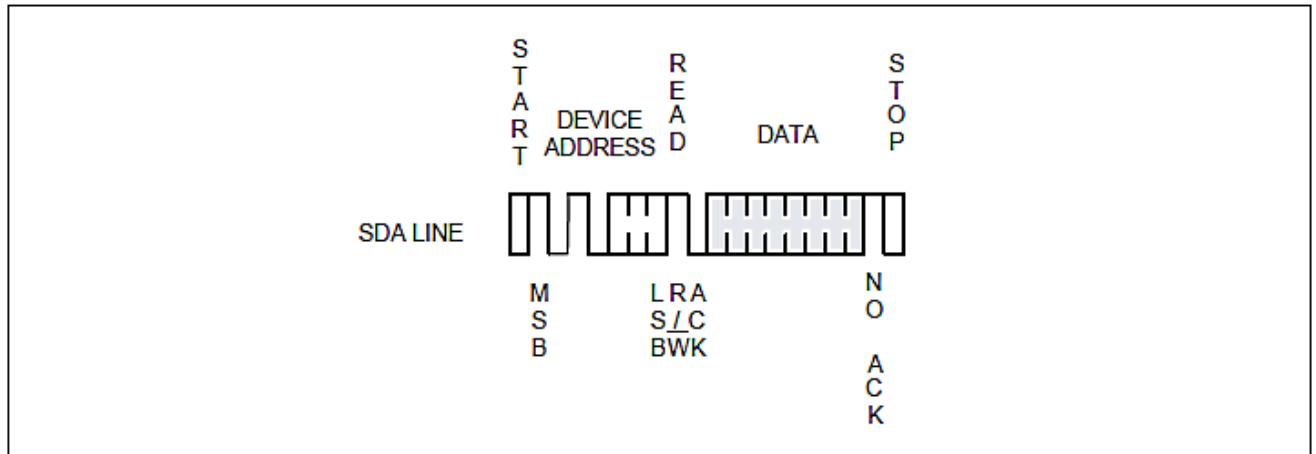 START
DEVICE
ADDRESS
READ
DATA
STOP
SDA LINE
MSB
LSB
R/W
ACK
NO ACK